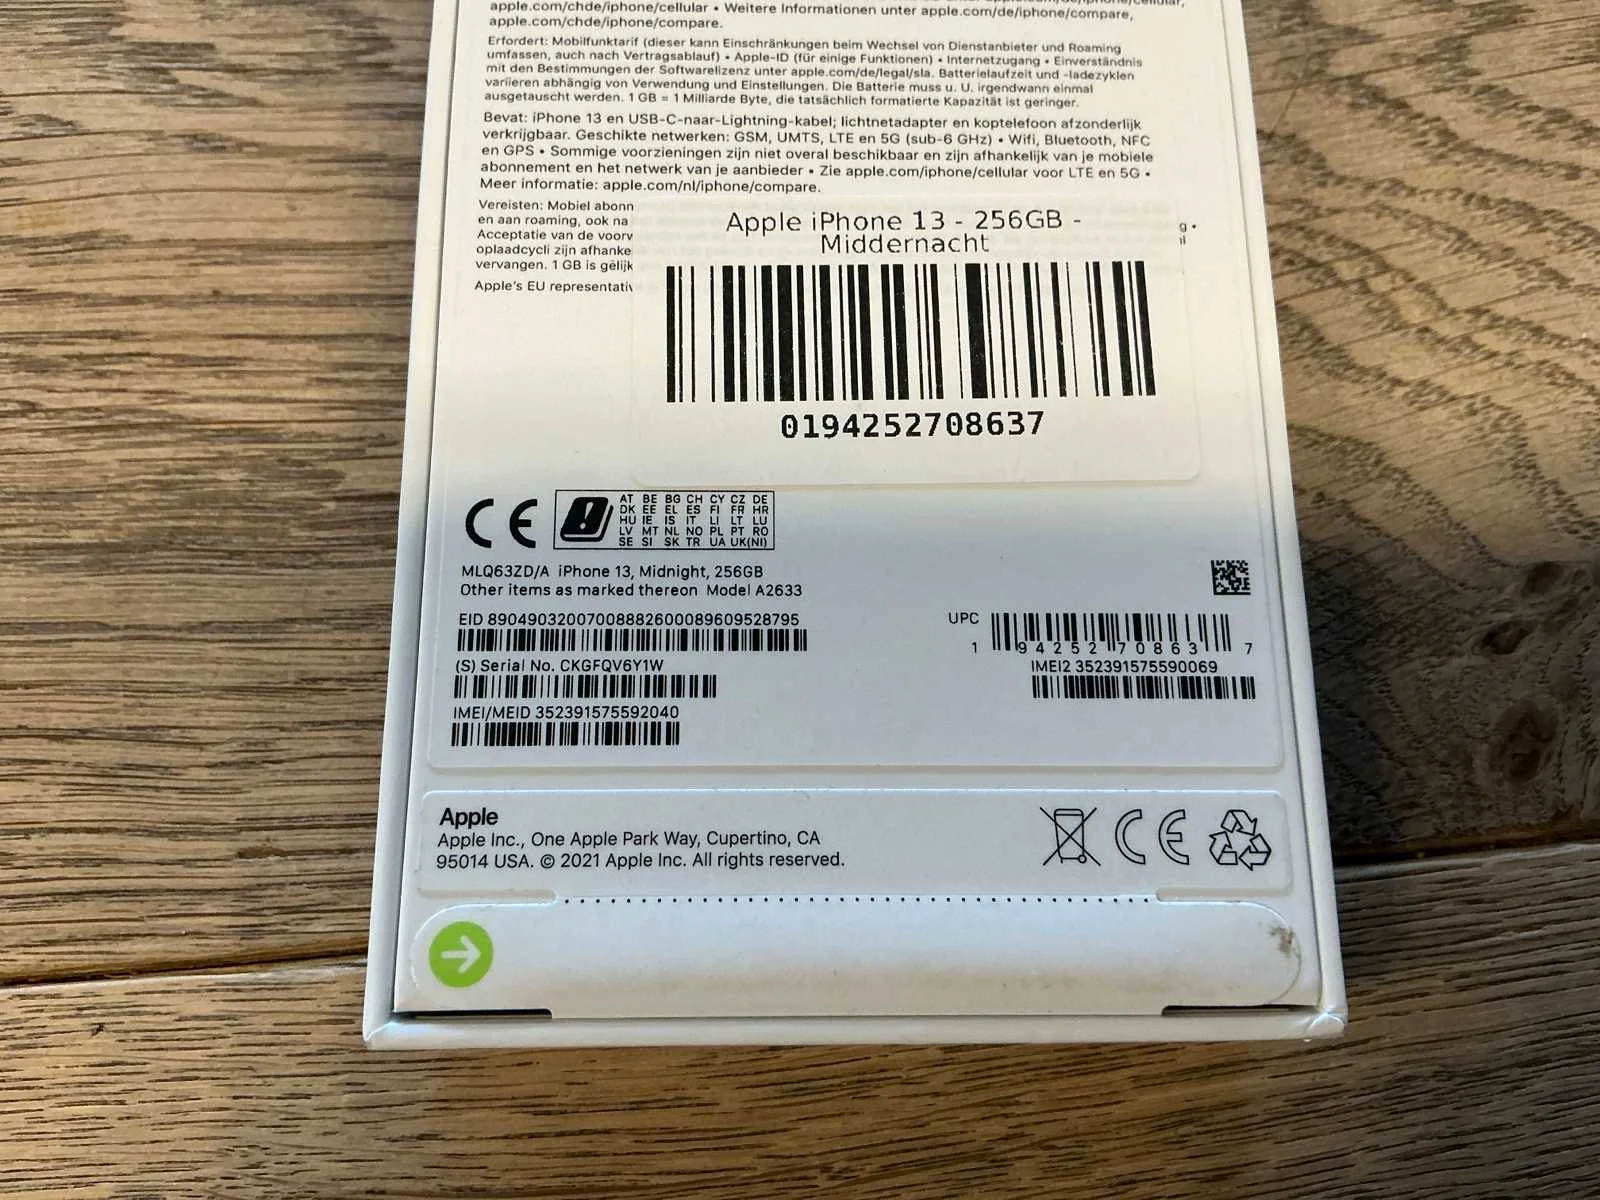 apple.com/chde/iphone/cellular • Weitere Informationen unter apple.com/de/iphone/compare,
apple.com/ch­de/iphone/compare.
Erfordert: Mobilfunktarif (dieser kann Einschränkungen beim Wechsel von Dienstanbieter und Roaming
umfassen, auch nach Vertragsablauf) • Apple-ID (für einige Funktionen) • Internetzugang • Einverständnis
mit den Bestimmungen der Softwarelizenz unter apple.com/de/legal/sla. Batterielaufzeit und -ladezyklen
variieren abhängig von Verwendung und Einstellungen. Die Batterie muss u. U. irgendwann einmal
ausgetauscht werden. 1 GB = 1 Milliarde Byte, die tatsächlich formatierte Kapazität ist geringer.
Bevat: iPhone 13 en USB-C-naar-Lightning-kabel; lichtnetadapter en koptelefoon afzonderlijk
verkrijgbaar. Geschikte netwerken: GSM, UMTS, LTE en 5G (sub-6 GHz) • Wifi, Bluetooth, NFC
en GPS • Sommige voorzieningen zijn niet overal beschikbaar en zijn afhankelijk van je mobiele
abonnement en het netwerk van je aanbieder • Zie apple.com/iphone/cellular voor LTE en 5G •
Meer informatie: apple.com/nl/iphone/compare.
Vereisten: Mobiel abonn
en aan roaming, ook na
Acceptatie van de voorw
oplaadcycli zijn afhanke
vervangen. 1 GB is gelijk
Apple's EU representativ
Apple iPhone 13 - 256GB -
Middernacht
0194252708637
CE
AT BE BG CH CY CZ DE
DK EE EL ES FI FR HR
HU IE IS IT LI LT LU
LV MT NL NO PL PT RO
SE SI SK TR UA UK(NI)
MLQ63ZD/A iPhone 13, Midnight, 256GB
Other items as marked thereon Model A2633
EID 89049032007008882600089609528795
(S) Serial No. CKGFQV6Y1W
IMEI/MEID 352391575592040
UPC
1 94252 70863 7
IMEI2 352391575590069
Apple
Apple Inc., One Apple Park Way, Cupertino, CA
95014 USA. © 2021 Apple Inc. All rights reserved.
CE